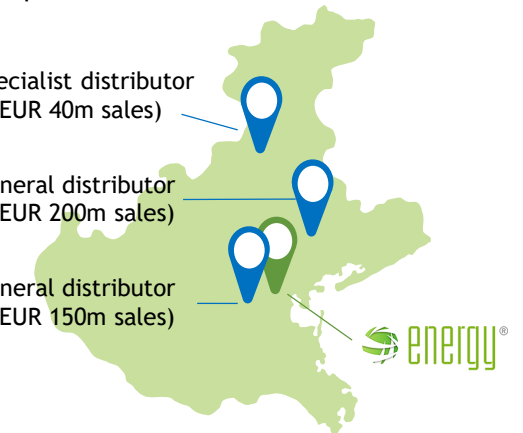 ecialist distributor
EUR 40m sales)
neral distributor
EUR 200m sales)
neral distributor
EUR 150m sales)
energy®